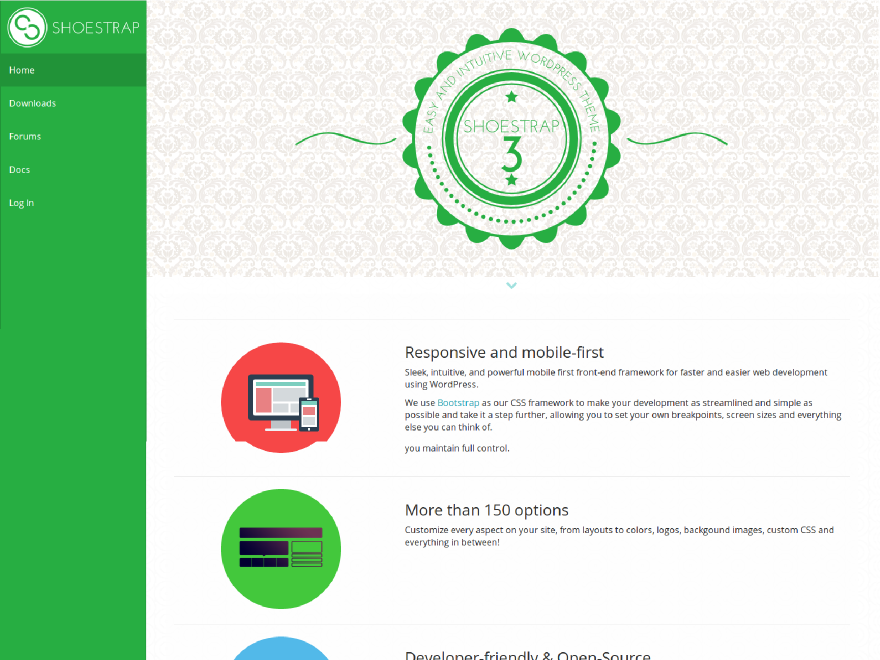 SHOESTRAP
Home
Downloads
Forums
Docs
Log In
EASY AND INTUITIVE WORDPRESS THEME
SHOESTRAP
3
Responsive and mobile-first
Sleek, intuitive, and powerful mobile first front-end framework for faster and easier web development
using WordPress.
We use Bootstrap as our CSS framework to make your development as streamlined and simple as
possible and take it a step further, allowing you to set your own breakpoints, screen sizes and everything
else you can think of.
you maintain full control.
More than 150 options
Customize every aspect on your site, from layouts to colors, logos, backgound images, custom CSS and
everything in between!
Developer-friendly & Open-Source